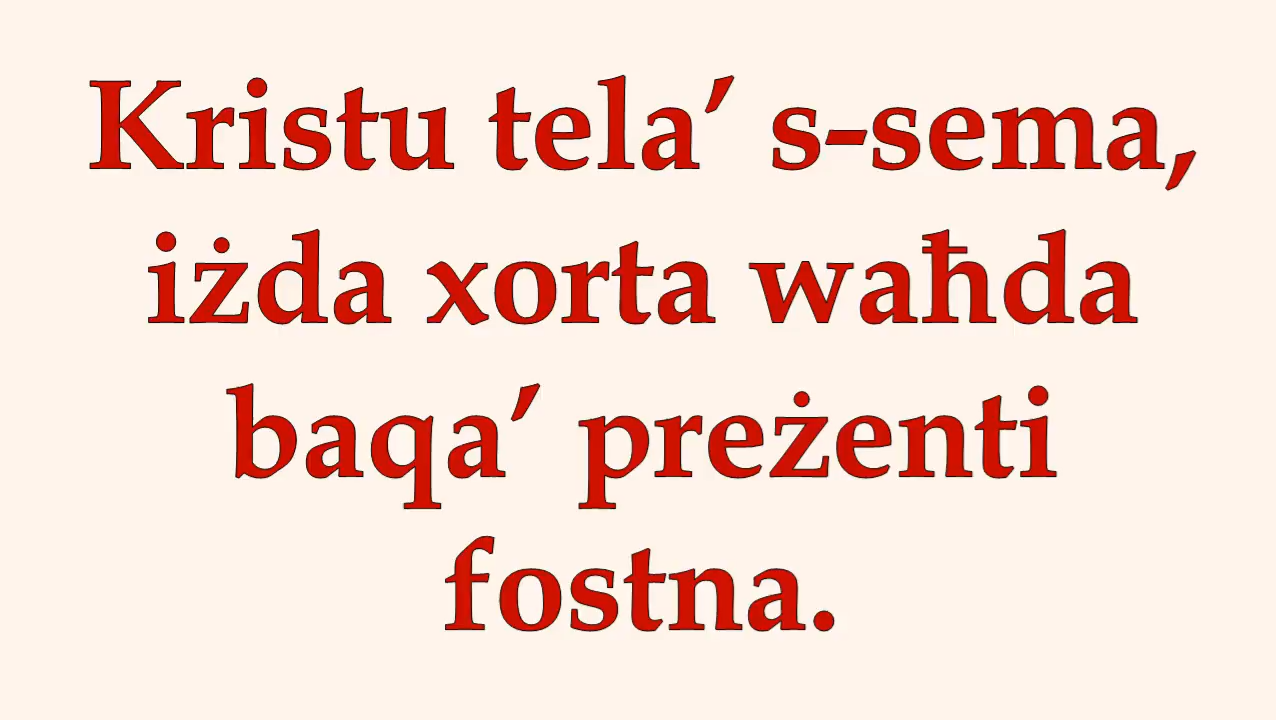 Kristu tela’ s-sema,
iżda xorta waħda
baqa’ preżenti
fostna.